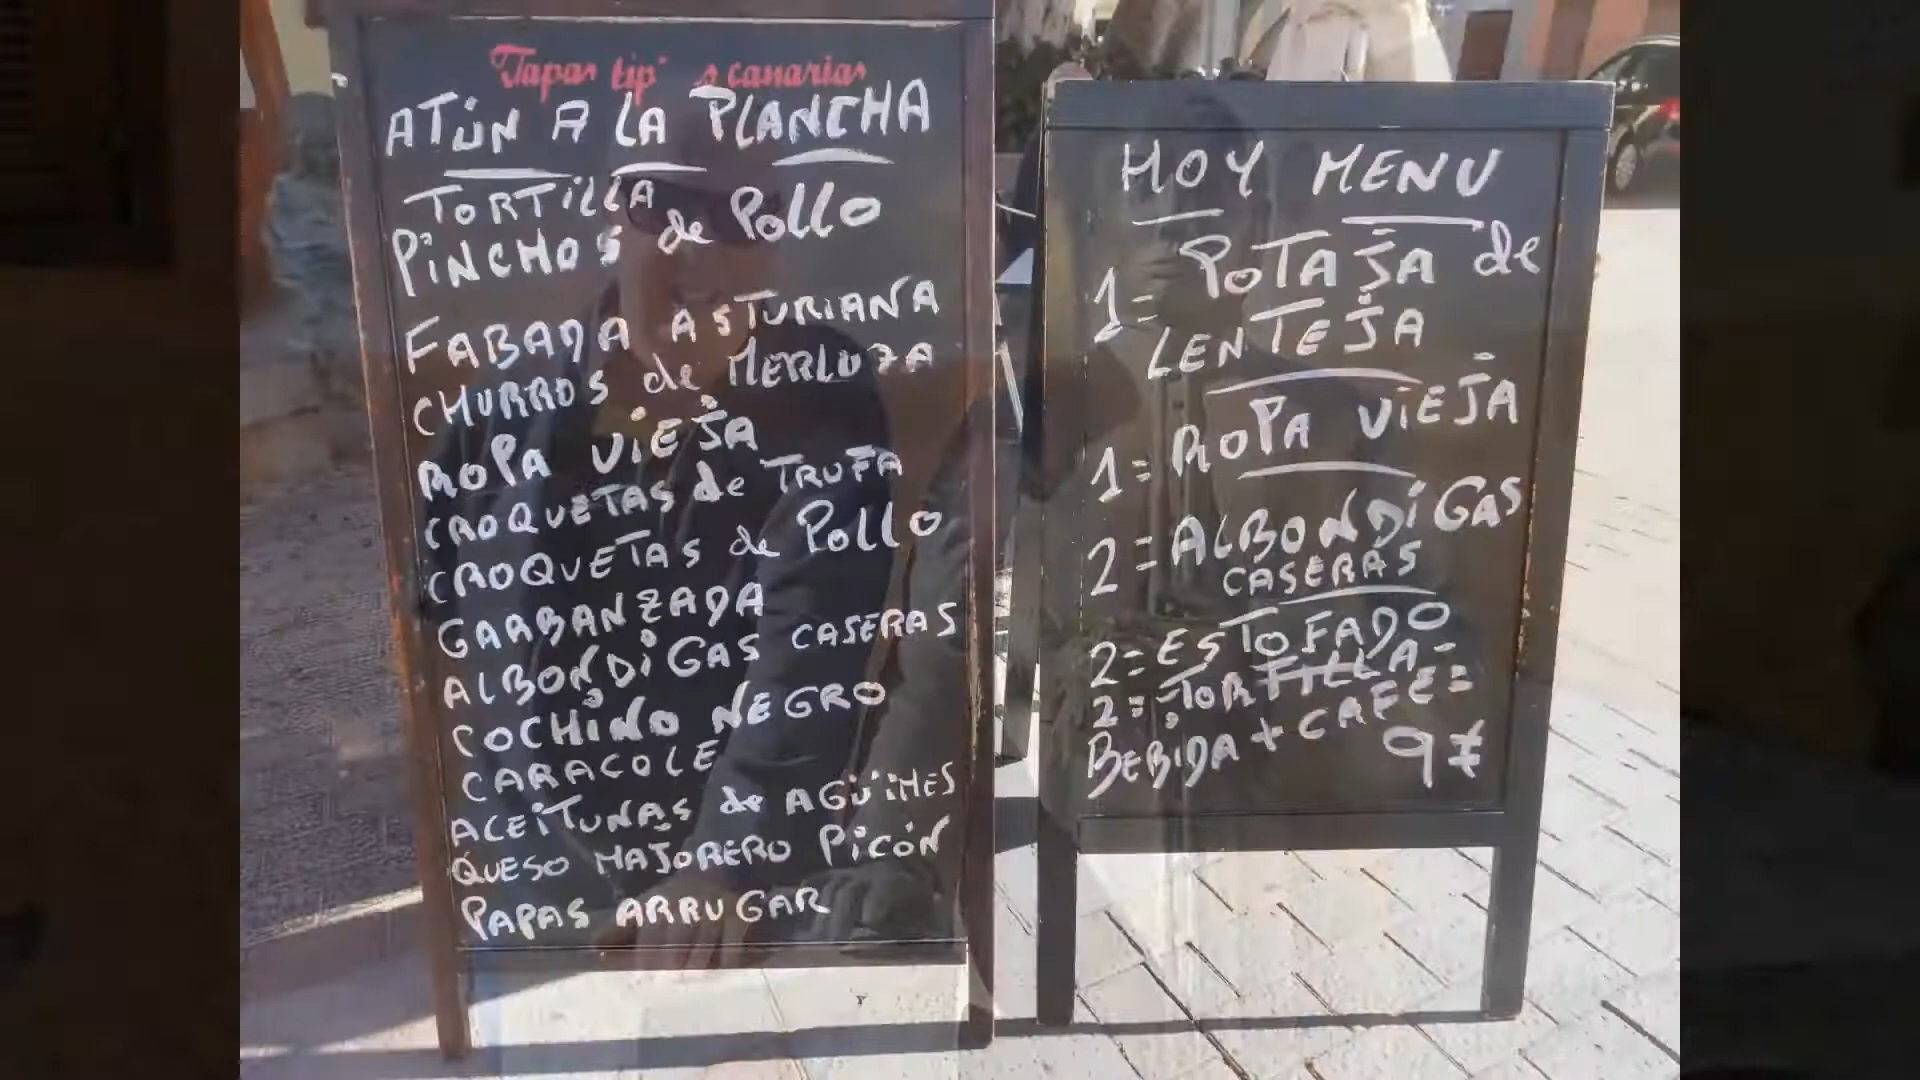 Tapas tip s canarias
ATÚN A LA PLANCHA
TORTILLA
PINCHOS de Pollo
FABADA ASTURIANA
CHURROS de MERLUZA
ROPA VIEJA
CROQUETAS de TRUFA
CROQUETAS de Pollo
GARBANZADA
ALBONDIGAS CASERAS
COCHINO NEGRO
CARACOLE
ACEITUNAS de AGÜIMES
QUESO MAJORERO PICÓN
PAPAS ARRUGAR
HOY MENU
1= POTAJA de
LENTEJA
1= ROPA VIEJA
2= ALBONDIGAS
CASERAS
2= ESTOFADO
2= TORTILLA-
BEBIDA + CAFE=
9€